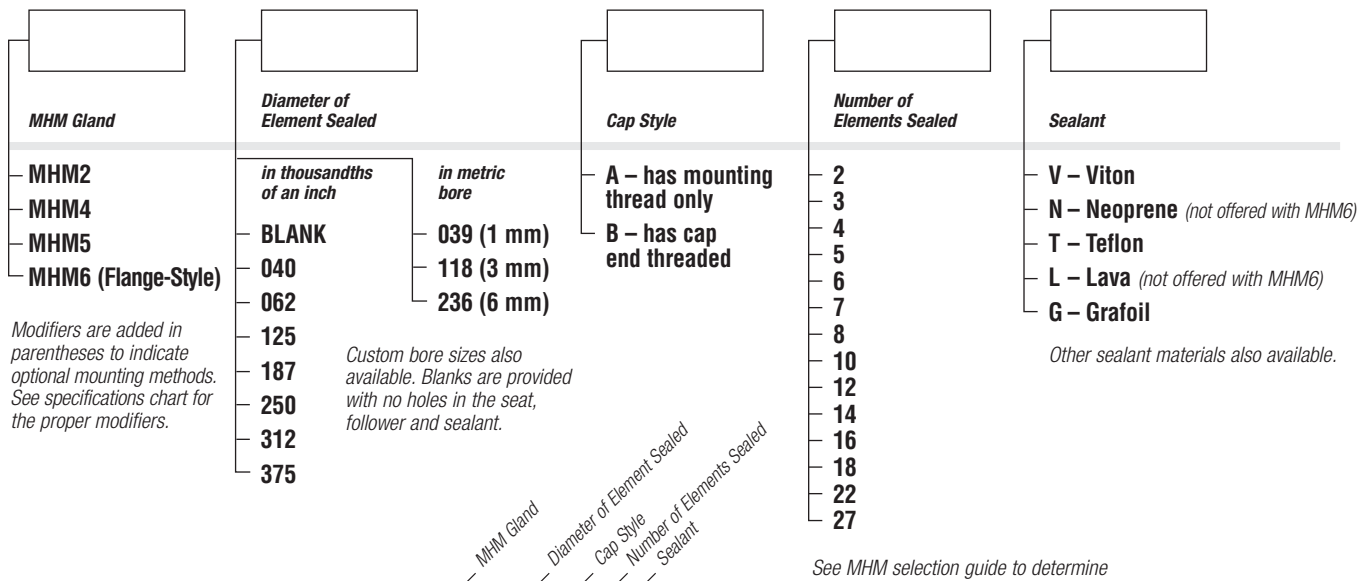 MHM Gland
MHM2
MHM4
MHM5
MHM6 (Flange-Style)
Modifiers are added in
parentheses to indicate
optional mounting methods.
See specifications chart for
the proper modifiers.
Diameter of
Element Sealed
in thousandths
of an inch
BLANK
040
062
125
187
250
312
375
in metric
bore
039 (1 mm)
118 (3 mm)
236 (6 mm)
Custom bore sizes also
available. Blanks are provided
with no holes in the seat,
follower and sealant.
Cap Style
A – has mounting
thread only
B – has cap
end threaded
Number of
Elements Sealed
2
3
4
5
6
7
8
10
12
14
16
18
22
27
See MHM selection guide to determine
Sealant
V – Viton
N – Neoprene (not offered with MHM6)
T – Teflon
L – Lava (not offered with MHM6)
G – Grafoil
Other sealant materials also available.
MHM Gland
Diameter of Element Sealed
Cap Style
Number of Elements Sealed
Sealant